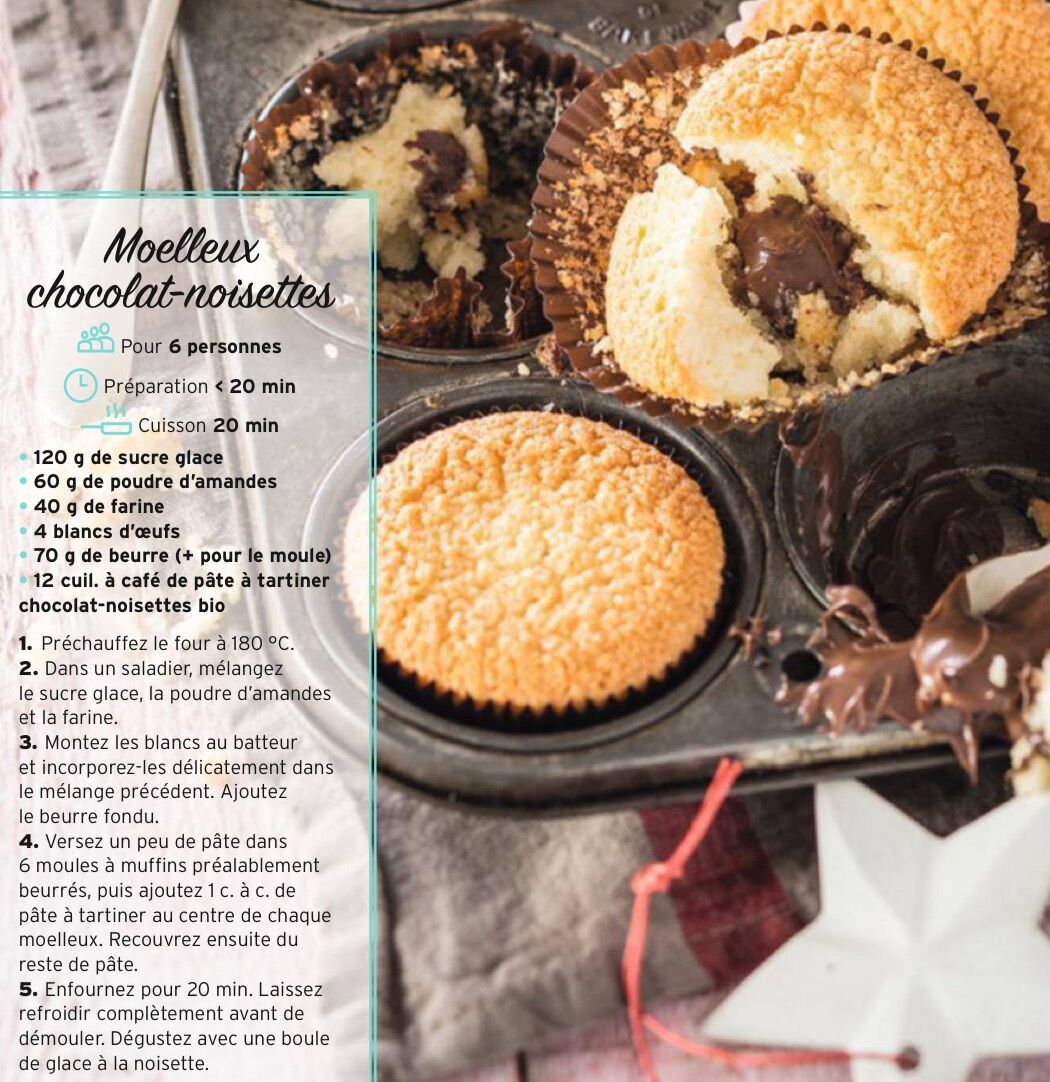 Moelleux
chocolat-noisettes
Pour 6 personnes
Préparation < 20 min
Cuisson 20 min
• 120 g de sucre glace
• 60 g de poudre d'amandes
• 40 g de farine
• 4 blancs d'œufs
• 70 g de beurre (+ pour le moule)
• 12 cuil. à café de pâte à tartiner
chocolat-noisettes bio
1. Préchauffez le four à 180 °C.
2. Dans un saladier, mélangez
le sucre glace, la poudre d'amandes
et la farine.
3. Montez les blancs au batteur
et incorporez-les délicatement dans
le mélange précédent. Ajoutez
le beurre fondu.
4. Versez un peu de pâte dans
6 moules à muffins préalablement
beurrés, puis ajoutez 1 c. à c. de
pâte à tartiner au centre de chaque
moelleux. Recouvrez ensuite du
reste de pâte.
5. Enfournez pour 20 min. Laissez
refroidir complètement avant de
démouler. Dégustez avec une boule
de glace à la noisette.